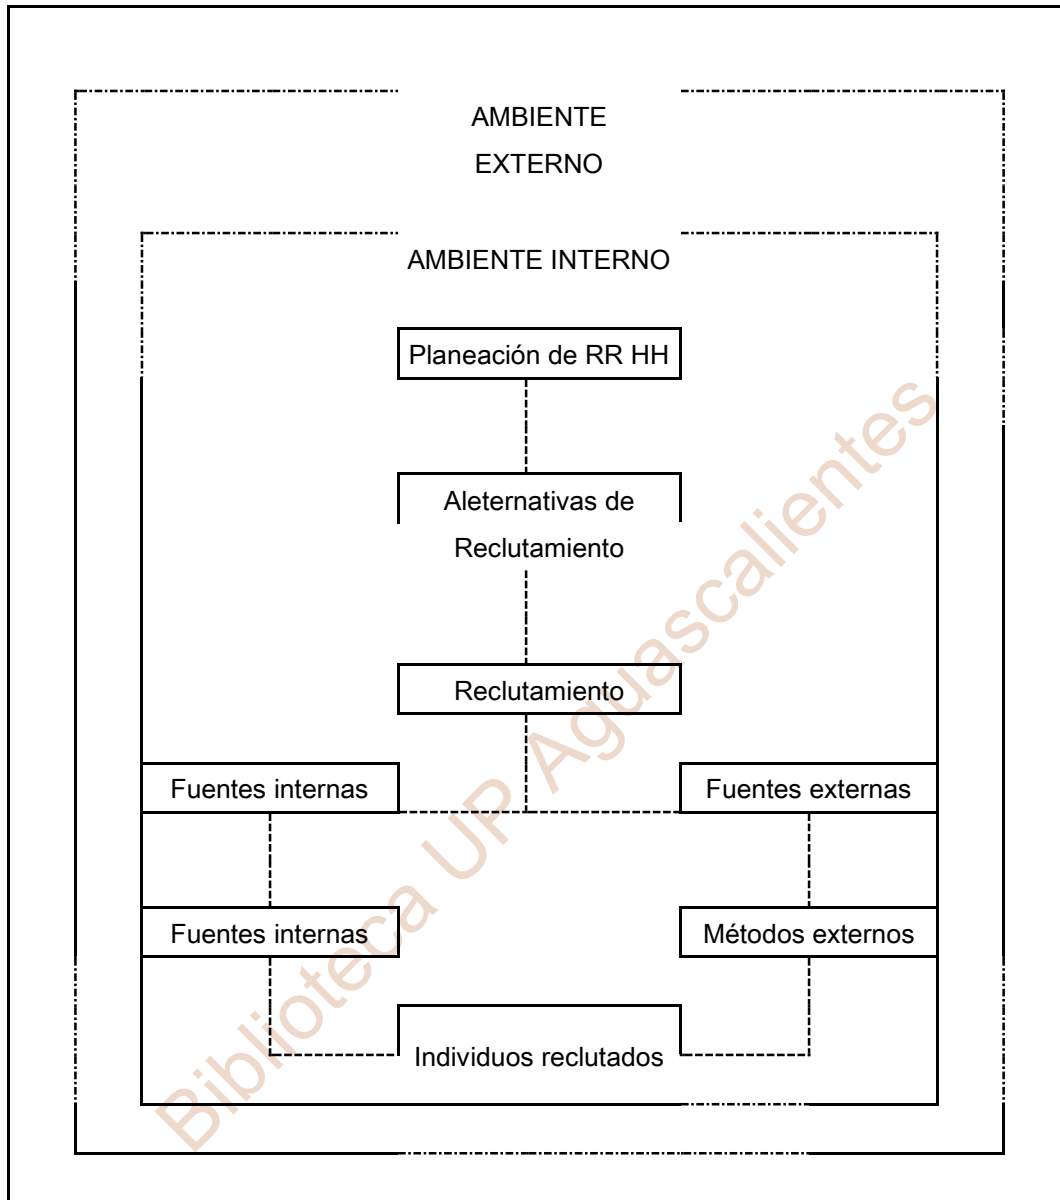 AMBIENTE
EXTERNO
AMBIENTE INTERNO
Planeación de RR HH
Aleternativas de
Reclutamiento
Reclutamiento
Fuentes internas
Fuentes externas
Fuentes internas
Métodos externos
Individuos reclutados
Biblioteca UP Aguascalientes